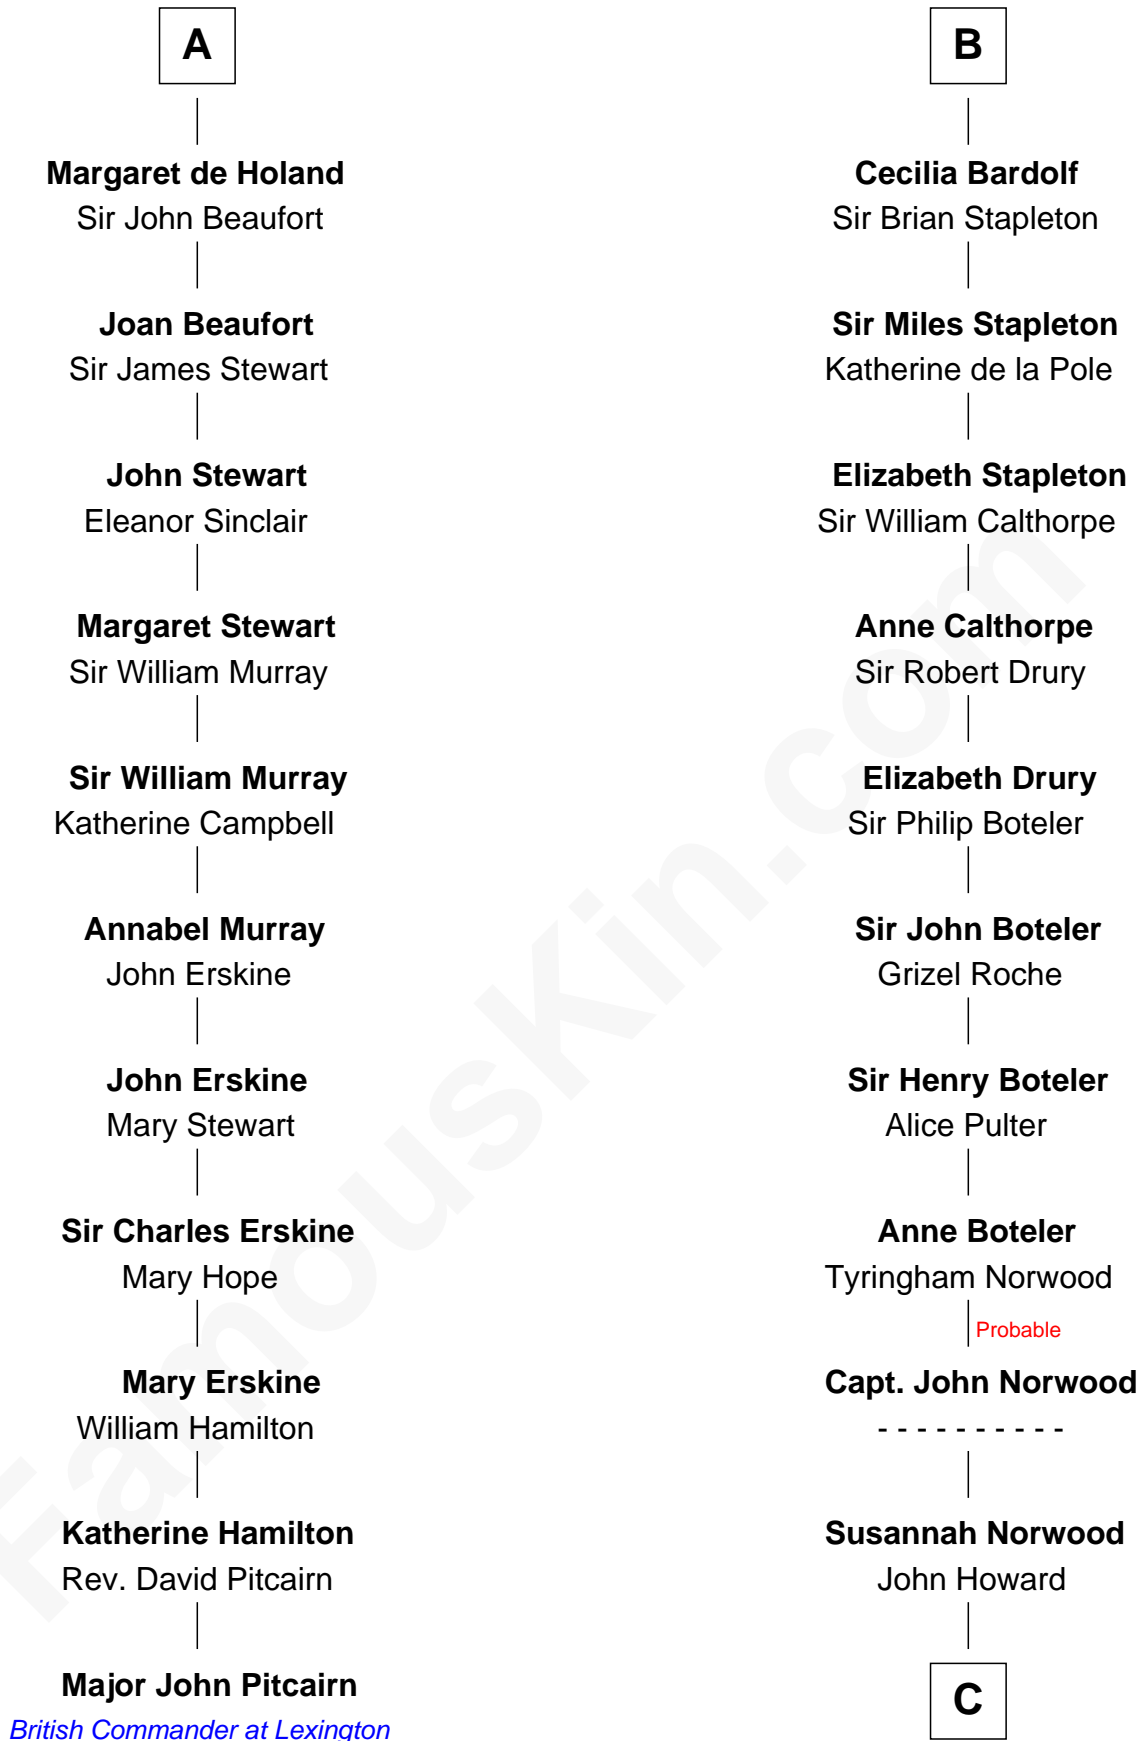 A
Margaret de Holand
Sir John Beaufort
Joan Beaufort
Sir James Stewart
John Stewart
Eleanor Sinclair
Margaret Stewart
Sir William Murray
Sir William Murray
Katherine Campbell
Annabel Murray
John Erskine
John Erskine
Mary Stewart
Sir Charles Erskine
Mary Hope
Mary Erskine
William Hamilton
Katherine Hamilton
Rev. David Pitcairn
Major John Pitcairn
British Commander at Lexington
B
Cecilia Bardolf
Sir Brian Stapleton
Sir Miles Stapleton
Katherine de la Pole
Elizabeth Stapleton
Sir William Calthorpe
Anne Calthorpe
Sir Robert Drury
Elizabeth Drury
Sir Philip Boteler
Sir John Boteler
Grizel Roche
Sir Henry Boteler
Alice Pulter
Anne Boteler
Tyringham Norwood
Probable
Capt. John Norwood
- - - - - - - - - -
Susannah Norwood
John Howard
C
FamousKin.com